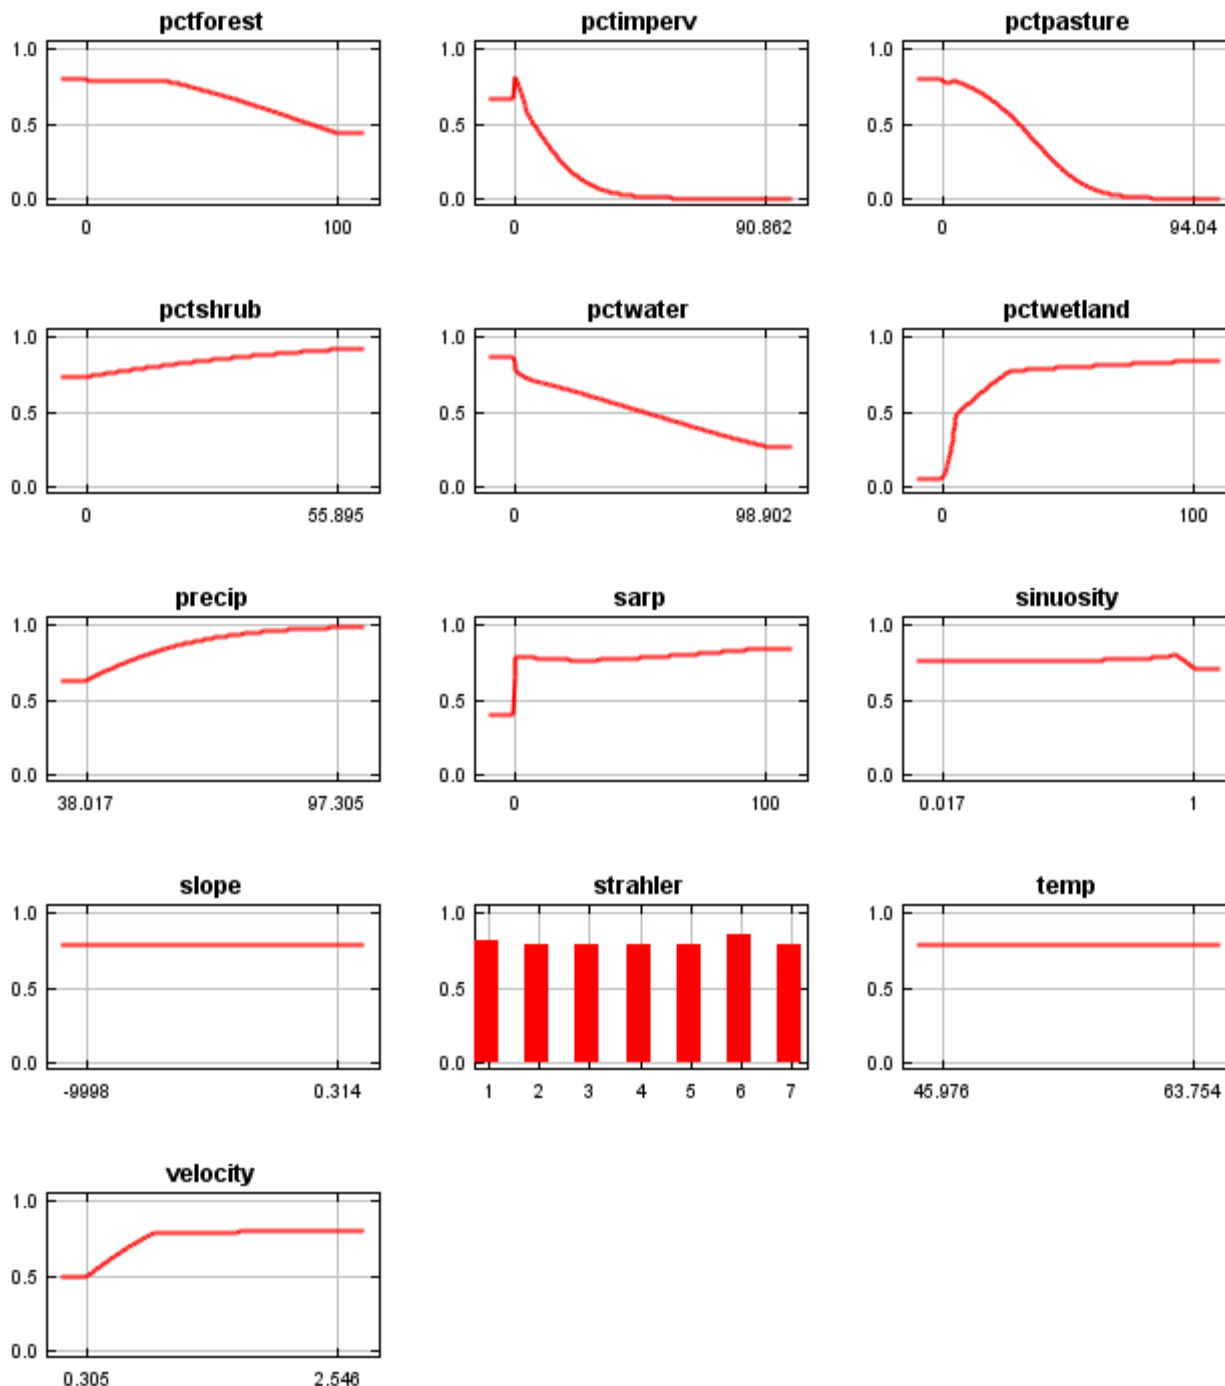 pctforest pctimperv pctpasture
1.0 1.0 1.0
0.5 0.5 0.5
0.0 0.0 0.0
0 100 0 90.862 0 94.04
pctshrub pctwater pctwetland
1.0 1.0 1.0
0.5 0.5 0.5
0.0 0.0 0.0
0 55.895 0 98.902 0 100
precip sarp sinuosity
1.0 1.0 1.0
0.5 0.5 0.5
0.0 0.0 0.0
38.017 97.305 0 100 0.017 1
slope strahler temp
1.0 1.0 1.0
0.5 0.5 0.5
0.0 0.0 0.0
-9998 0.314 1 2 3 4 5 6 7 45.976 63.754
velocity
1.0
0.5
0.0
0.305 2.546